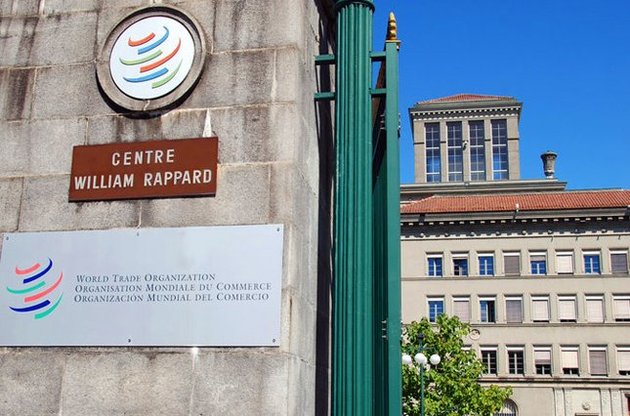 CENTRE
WILLIAM RAPPARD
WORLD TRADE ORGANIZATION
ORGANISATION MONDIALE DU COMMERCE
ORGANIZACIÓN MUNDIAL DEL COMERCIO